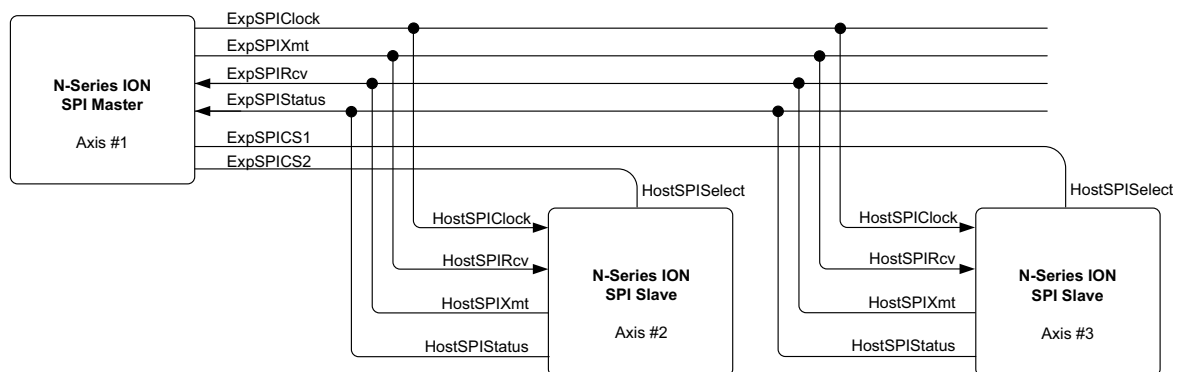 ExpSPIClock
ExpSPIXmt
ExpSPIRcv
ExpSPIStatus
ExpSPICS1
ExpSPICS2
N-Series ION
SPI Master
Axis #1
HostSPISelect
HostSPISelect
HostSPIClock
HostSPIRcv
HostSPIXmt
HostSPIStatus
N-Series ION
SPI Slave
Axis #2
HostSPIClock
HostSPIRcv
HostSPIXmt
HostSPIStatus
N-Series ION
SPI Slave
Axis #3